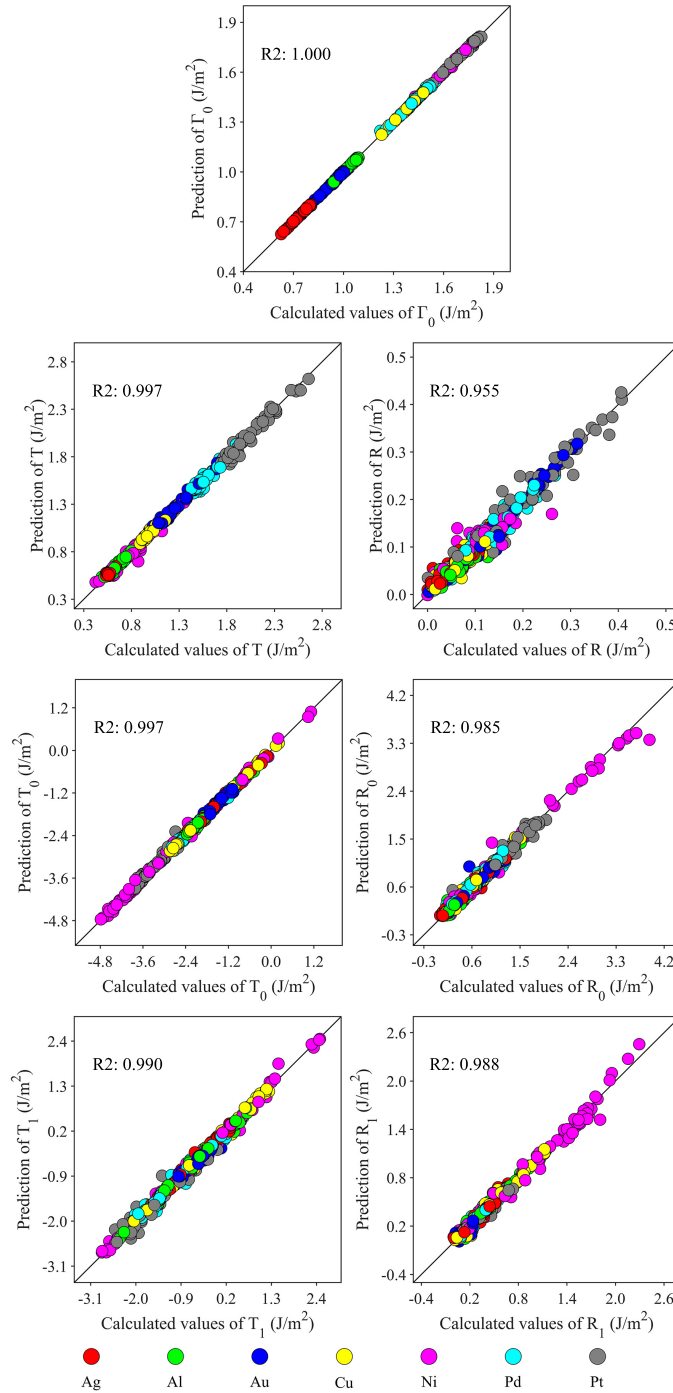 1.9
1.6
1.3
1.0
0.7
0.4
Prediction of Γ0 (J/m²)
R2: 1.000
0.4 0.7 1.0 1.3 1.6 1.9
Calculated values of Γ0 (J/m²)
2.8
2.3
1.8
1.3
0.8
0.3
Prediction of T (J/m²)
R2: 0.997
0.3 0.8 1.3 1.8 2.3 2.8
Calculated values of T (J/m²)
0.5
0.4
0.3
0.2
0.1
0.0
Prediction of R (J/m²)
R2: 0.955
0.0 0.1 0.2 0.3 0.4 0.5
Calculated values of R (J/m²)
1.2
0.0
-1.2
-2.4
-3.6
-4.8
Prediction of T0 (J/m²)
R2: 0.997
-4.8 -3.6 -2.4 -1.2 0.0 1.2
Calculated values of T0 (J/m²)
4.2
3.3
2.4
1.5
0.6
-0.3
Prediction of R0 (J/m²)
R2: 0.985
-0.3 0.6 1.5 2.4 3.3 4.2
Calculated values of R0 (J/m²)
2.4
1.3
0.2
-0.9
-2.0
-3.1
Prediction of T1 (J/m²)
R2: 0.990
-3.1 -2.0 -0.9 0.2 1.3 2.4
Calculated values of T1 (J/m²)
2.6
2.0
1.4
0.8
0.2
-0.4
Prediction of R1 (J/m²)
R2: 0.988
-0.4 0.2 0.8 1.4 2.0 2.6
Calculated values of R1 (J/m²)
Ag Al Au Cu Ni Pd Pt